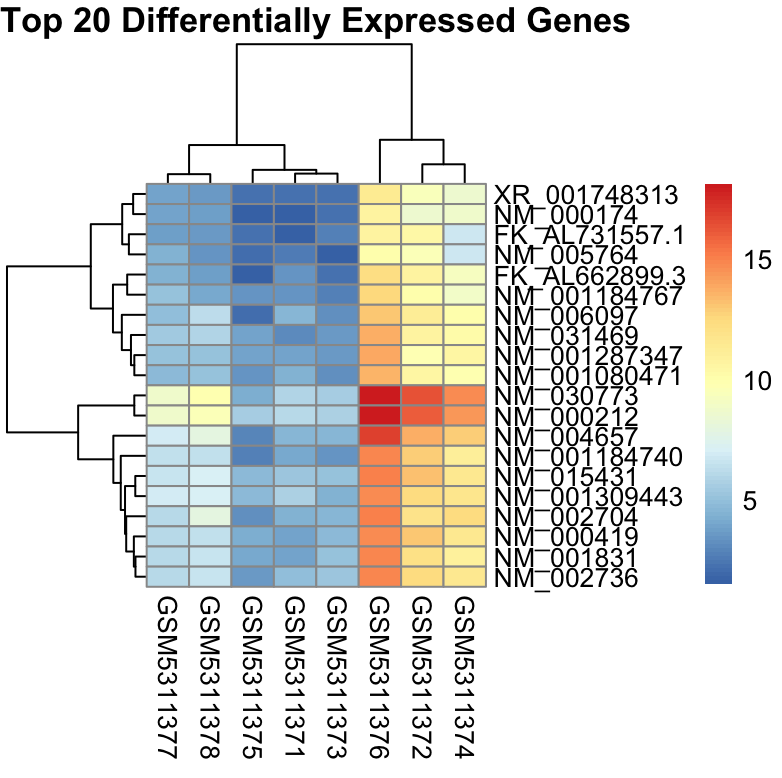 Top 20 Differentially Expressed Genes
XR_001748313
NM_000174
FK_AL731557.1
NM_005764
FK_AL662899.3
NM_001184767
NM_006097
NM_031469
NM_001287347
NM_001080471
NM_030773
NM_000212
NM_004657
NM_001184740
NM_015431
NM_001309443
NM_002704
NM_000419
NM_001831
NM_002736
15
10
5
GSM5311377
GSM5311378
GSM5311375
GSM5311371
GSM5311373
GSM5311376
GSM5311372
GSM5311374